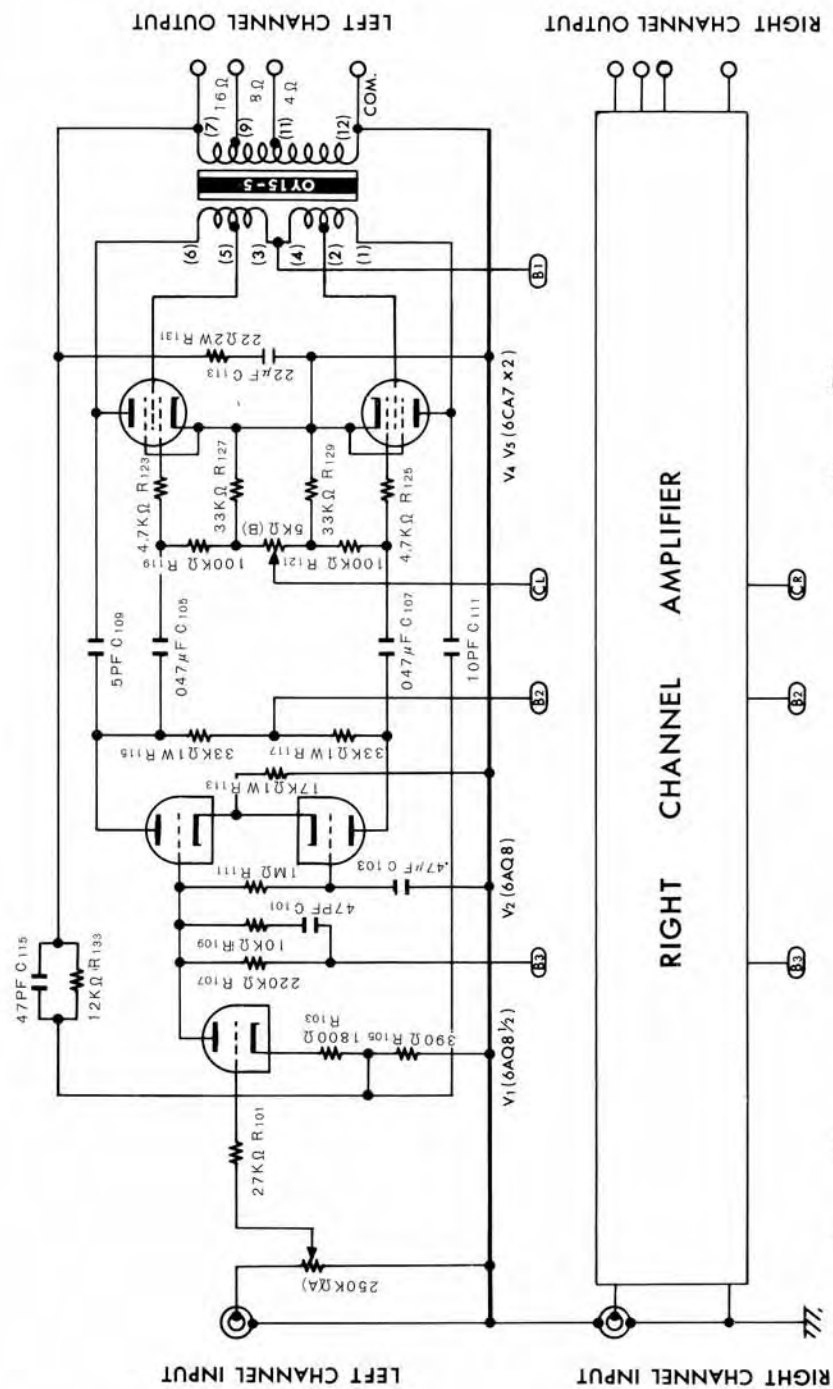 LEFT CHANNEL INPUT
250KΩ(A)
27KΩ R101
V1 (6AQ8 1/2)
1800Ω R103
390Ω R105
47PF C115
12KΩ R133
220KΩ R107
10KΩ R109
47PF C101
B3
1MΩ R111
.47μF C103
V2 (6AQ8)
17KΩ1W R113
33KΩ1W R115
33KΩ1W R117
B2
5PF C109
047μF C105
047μF C107
10PF C111
CL
100KΩ R119
5KΩ (B)
100KΩ R121
4.7KΩ R123
33KΩ R127
33KΩ R129
4.7KΩ R125
V4 V5 (6CA7 × 2)
22Ω2W R131
22μF C113
B1
(6)
(5)
(3)
(4)
(2)
(1)
OY15-5
(7)
(9)
(11)
(12)
16Ω
8Ω
4Ω
COM.
LEFT CHANNEL OUTPUT
RIGHT CHANNEL INPUT
RIGHT CHANNEL AMPLIFIER
B3
B2
CR
RIGHT CHANNEL OUTPUT